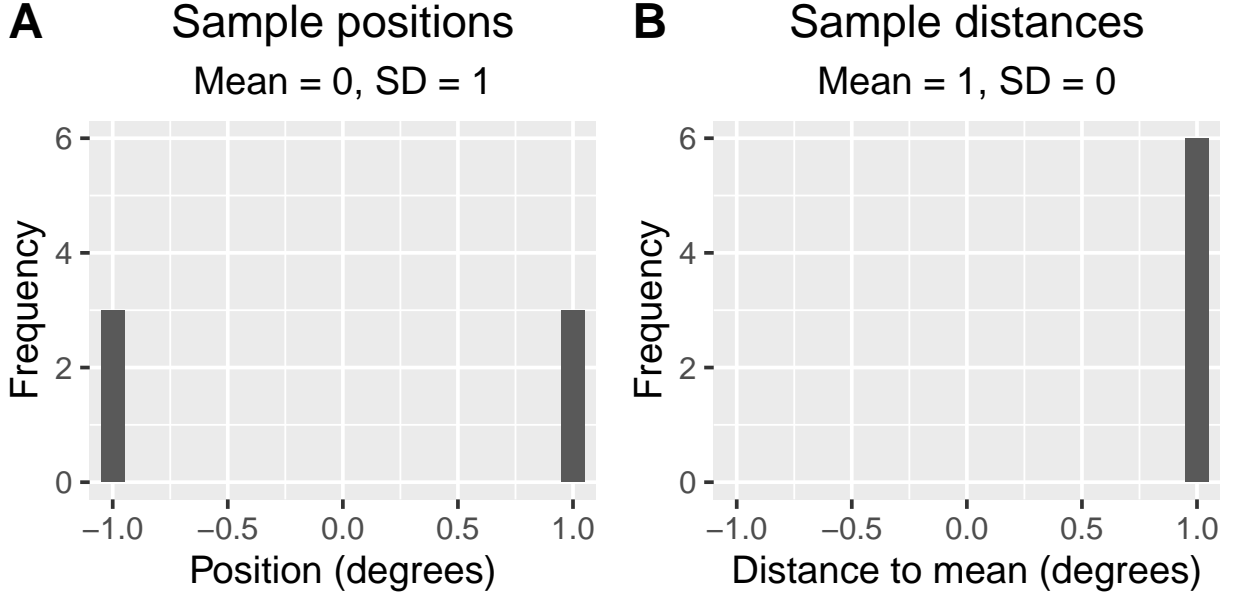 A
Sample positions
Mean = 0, SD = 1
6
4
2
0
Frequency
−1.0 −0.5 0.0 0.5 1.0
Position (degrees)
B
Sample distances
Mean = 1, SD = 0
6
4
2
0
Frequency
−1.0 −0.5 0.0 0.5 1.0
Distance to mean (degrees)